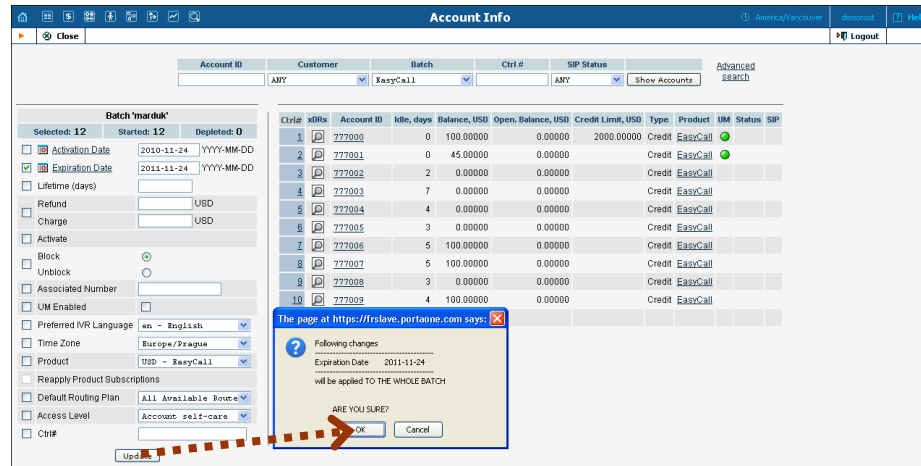 Account Info
America/Vancouver
demoroot
Help
Close
Logout
Account ID Customer Batch Ctrl # SIP Status
ANY EasyCall ANY Show Accounts
Advanced search
Batch 'marduk'
Selected: 12 Started: 12 Depleted: 0
Activation Date 2010-11-24 YYYY-MM-DD
Expiration Date 2011-11-24 YYYY-MM-DD
Lifetime (days)
Refund USD
Charge USD
Activate
Block
Unblock
Associated Number
UM Enabled
Preferred IVR Language en - English
Time Zone Europe/Prague
Product USD - EasyCall
Reapply Product Subscriptions
Default Routing Plan All Available Route
Access Level Account self-care
Ctrl#
Update
Ctrl# xDRs Account ID Idle, days Balance, USD Open. Balance, USD Credit Limit, USD Type Product UM Status SIP
1 777000 0 100.00000 0.00000 2000.00000 Credit EasyCall
2 777001 0 45.00000 0.00000 Credit EasyCall
3 777002 2 0.00000 0.00000 Credit EasyCall
4 777003 7 0.00000 0.00000 Credit EasyCall
5 777004 4 0.00000 0.00000 Credit EasyCall
6 777005 3 0.00000 0.00000 Credit EasyCall
7 777006 5 100.00000 0.00000 Credit EasyCall
8 777007 5 100.00000 0.00000 Credit EasyCall
9 777008 3 0.00000 0.00000 Credit EasyCall
10 777009 4 100.00000 0.00000 Credit EasyCall
The page at https://frslave.portaone.com says:
Following changes
Expiration Date 2011-11-24
will be applied TO THE WHOLE BATCH
ARE YOU SURE?
OK Cancel